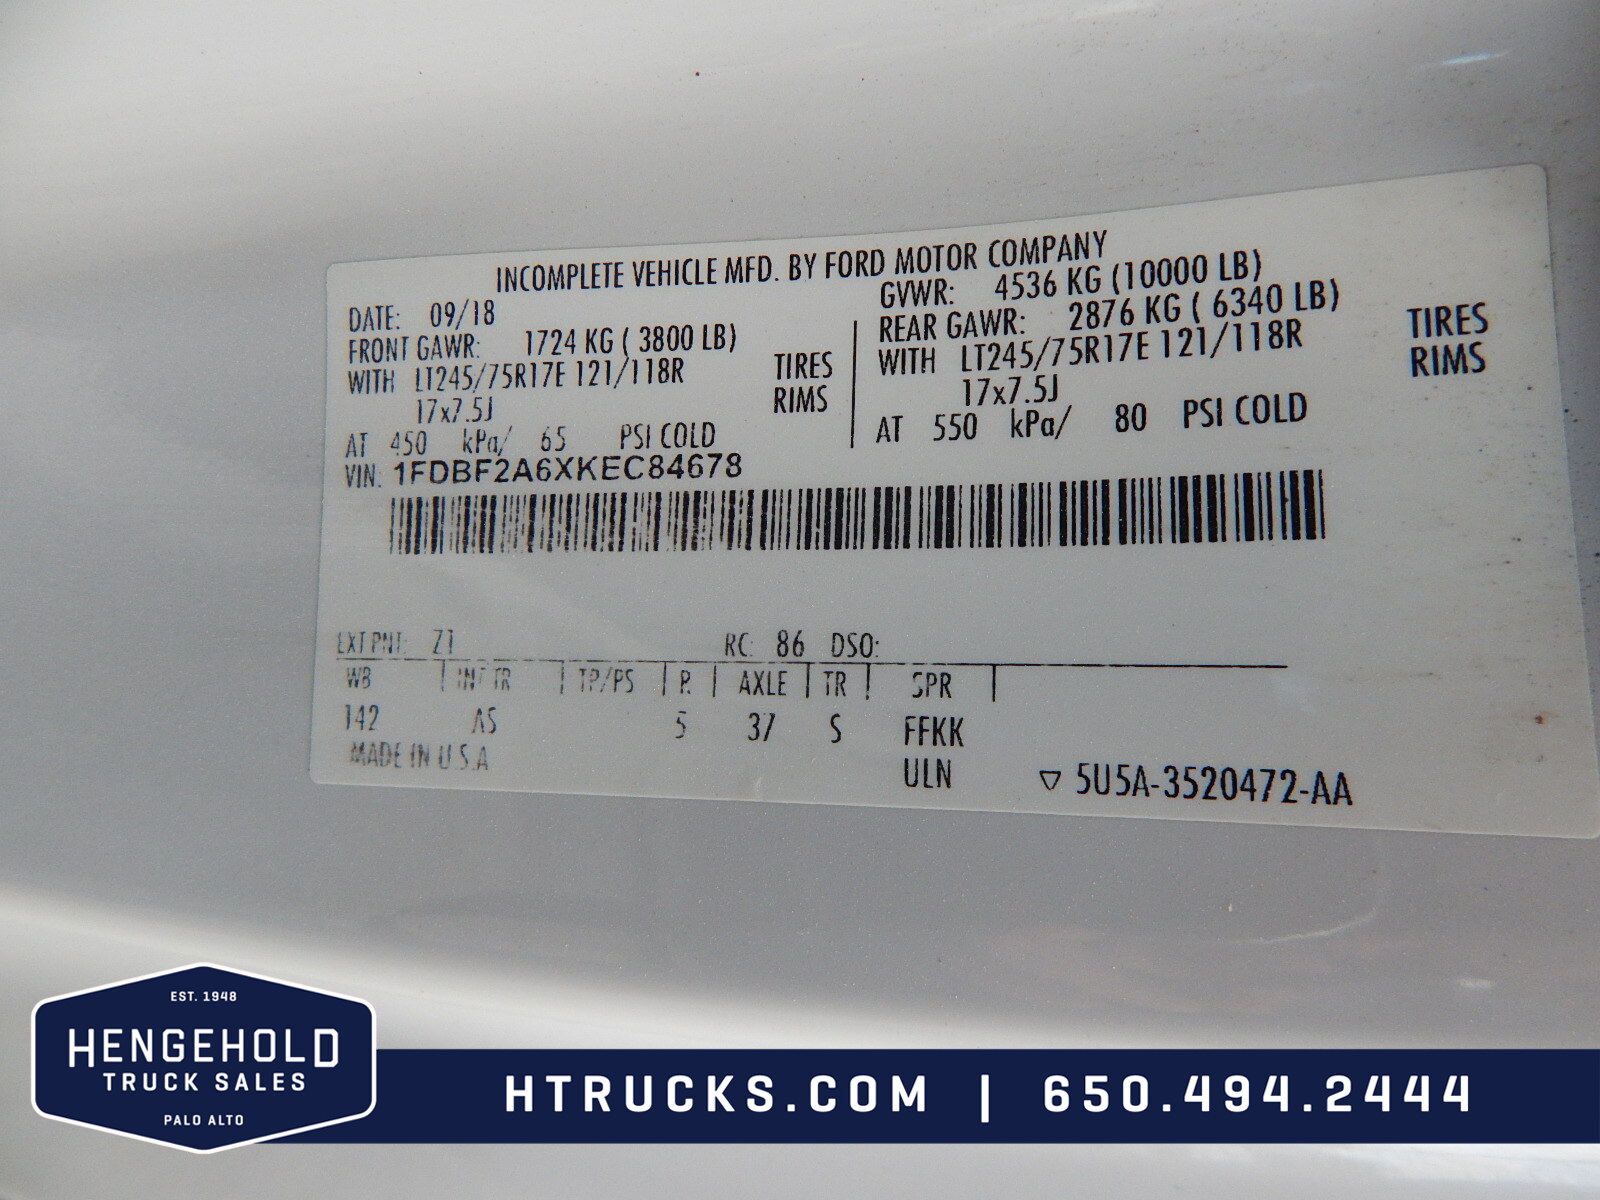 INCOMPLETE VEHICLE MFD. BY FORD MOTOR COMPANY
DATE: 09/18
GVWR: 4536 KG (10000 LB)
FRONT GAWR: 1724 KG ( 3800 LB)
REAR GAWR: 2876 KG ( 6340 LB)
WITH LT245/75R17E 121/118R TIRES
WITH LT245/75R17E 121/118R TIRES
17x7.5J RIMS
17x7.5J RIMS
AT 450 kPa/ 65 PSI COLD
AT 550 kPa/ 80 PSI COLD
VIN: 1FDBF2A6XKEC84678
EXT PNT: Z1 RC: 86 DSO:
WB INT TR TP/PS R AXLE TR SPR
142 AS 5 37 S FFKK
MADE IN U.S.A
ULN
5U5A-3520472-AA
EST. 1948
HENGEHOLD
TRUCK SALES
PALO ALTO
HTRUCKS.COM | 650.494.2444